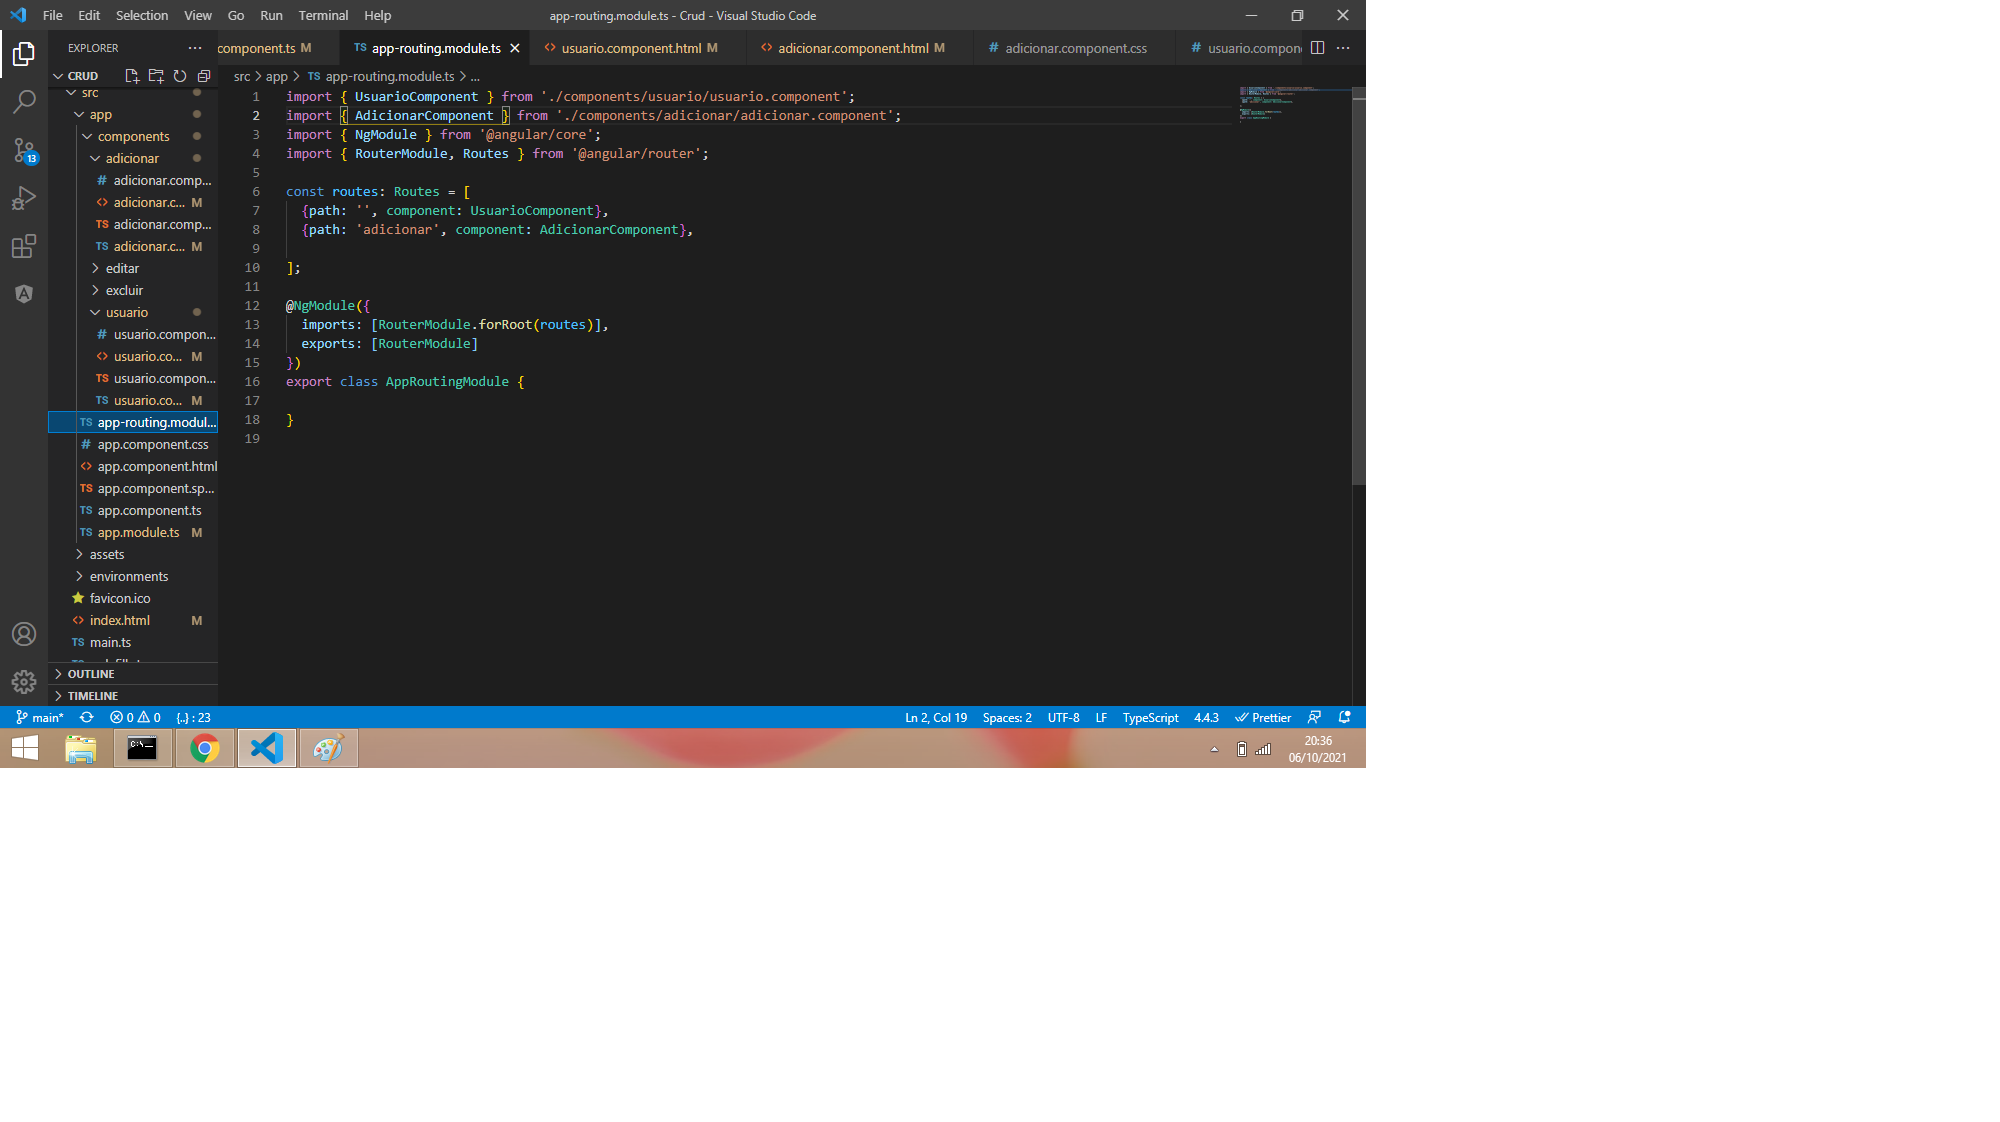 File Edit Selection View Go Run Terminal Help
app-routing.module.ts - Crud - Visual Studio Code
EXPLORER
component.ts M
TS app-routing.module.ts
<> usuario.component.html M
<> adicionar.component.html M
# adicionar.component.css
# usuario.compon
CRUD
src > app > TS app-routing.module.ts > ...
src
app
components
adicionar
# adicionar.comp...
<> adicionar.c... M
TS adicionar.comp...
TS adicionar.c... M
editar
excluir
usuario
# usuario.compon...
<> usuario.co... M
TS usuario.compon...
TS usuario.co... M
TS app-routing.modul...
# app.component.css
<> app.component.html
TS app.component.sp...
TS app.component.ts
TS app.module.ts M
assets
environments
favicon.ico
<> index.html M
TS main.ts
OUTLINE
TIMELINE
13
1 import { UsuarioComponent } from './components/usuario/usuario.component';
2 import { AdicionarComponent } from './components/adicionar/adicionar.component';
3 import { NgModule } from '@angular/core';
4 import { RouterModule, Routes } from '@angular/router';
5
6 const routes: Routes = [
7 {path: '', component: UsuarioComponent},
8 {path: 'adicionar', component: AdicionarComponent},
9
10 ];
11
12 @NgModule({
13 imports: [RouterModule.forRoot(routes)],
14 exports: [RouterModule]
15 })
16 export class AppRoutingModule {
17
18 }
19
main* 0 0 {..} : 23
Ln 2, Col 19 Spaces: 2 UTF-8 LF TypeScript 4.4.3 Prettier
C:\._
20:36
06/10/2021